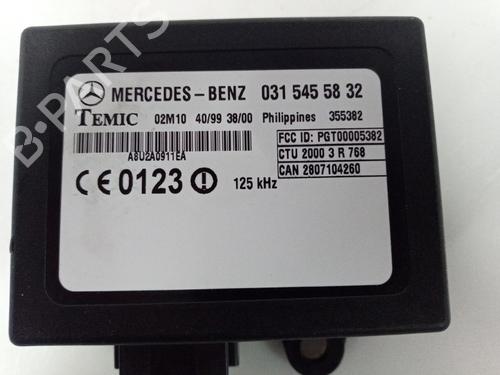 MERCEDES-BENZ 031 545 58 32
TEMIC 02M10 40/99 38/00 Philippines 355382
FCC ID: PGT00005382
A8U2A0911EA
CTU 2000 3 R 768
CE 0123 125 kHz
CAN 2807104260
B-PARTS